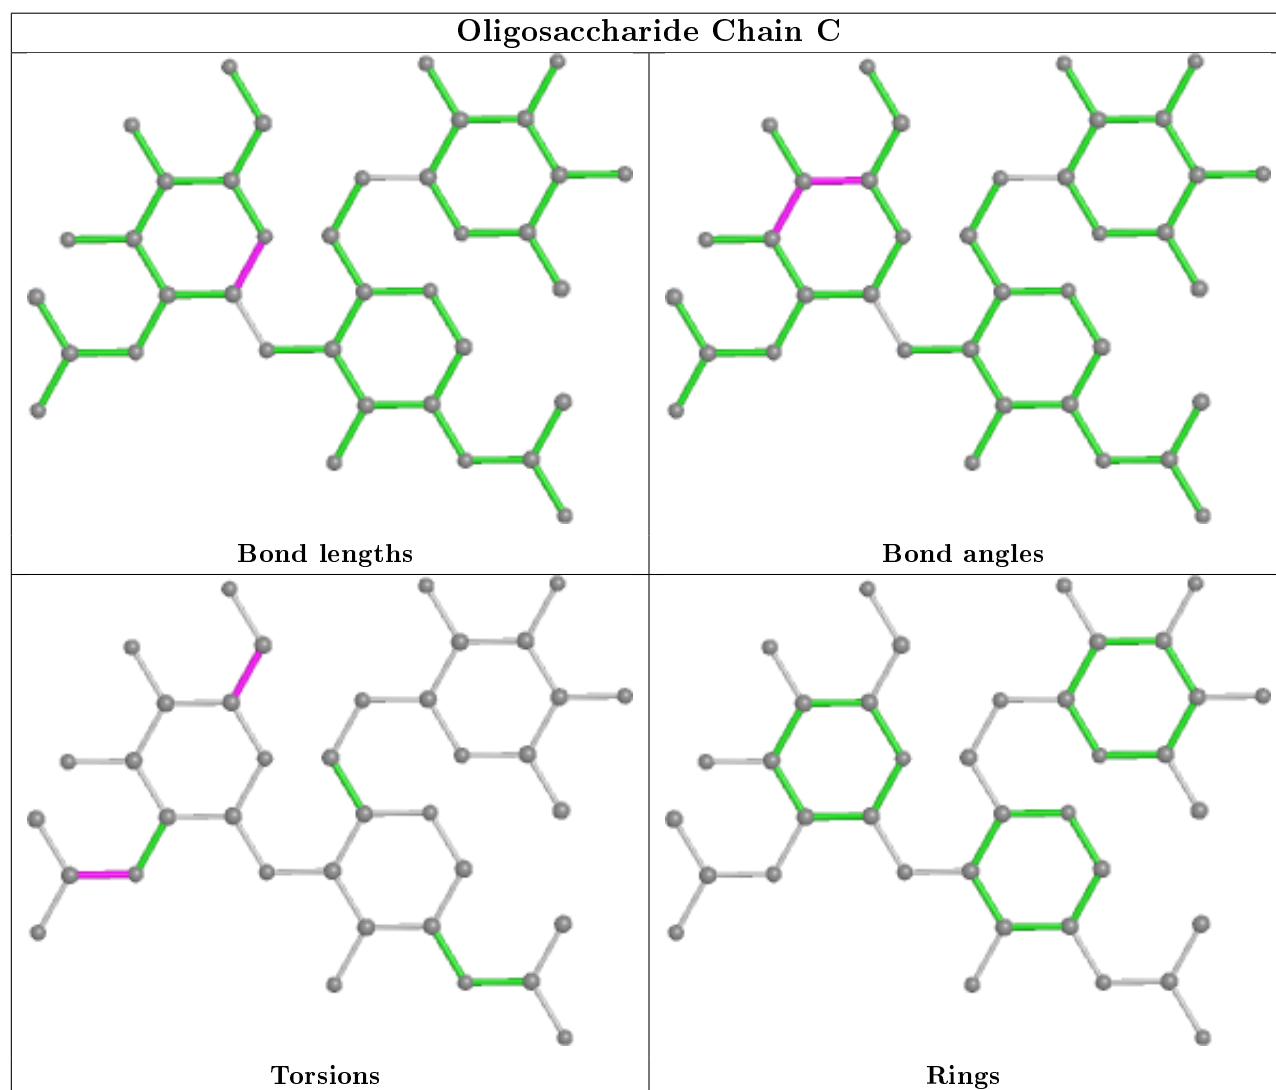 Oligosaccharide Chain C
Bond lengths
Bond angles
Torsions
Rings